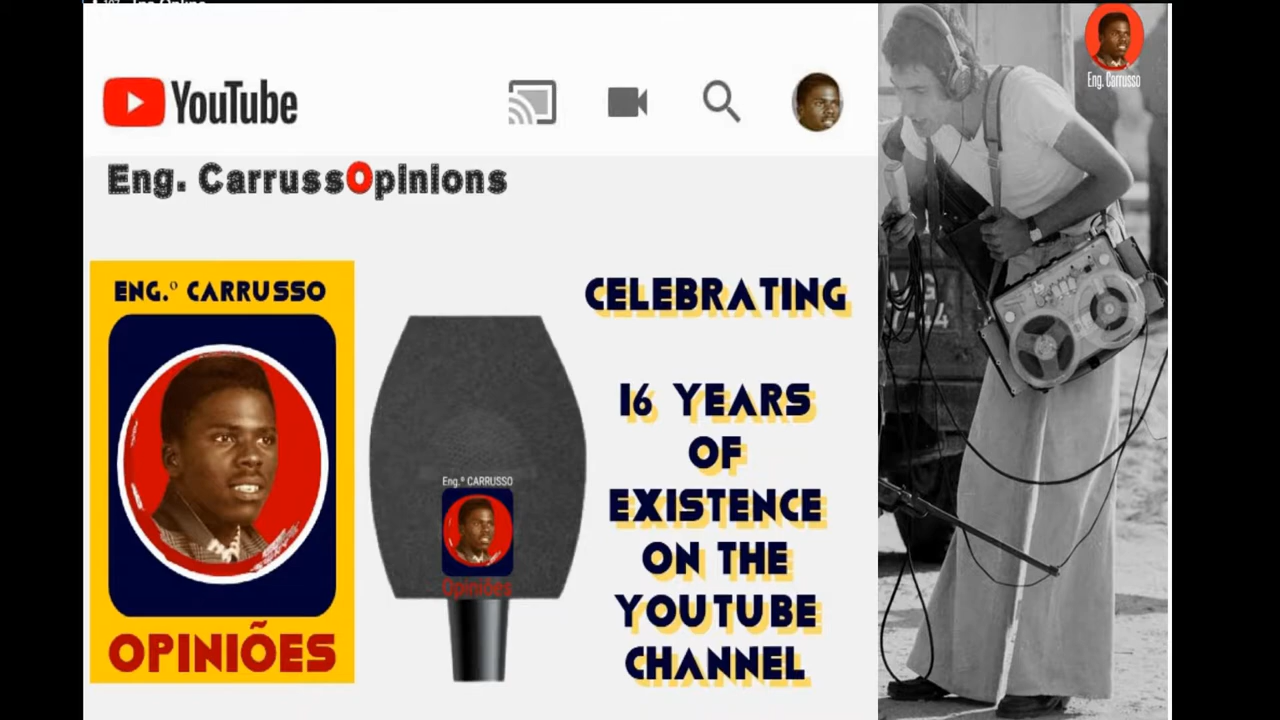 YouTube
Eng. Carrusso
Eng. CarrussOpinions
ENG.º CARRUSSO
OPINIÕES
Eng.º CARRUSSO
Opiniões
CELEBRATING
16 YEARS
OF
EXISTENCE
ON THE
YOUTUBE
CHANNEL